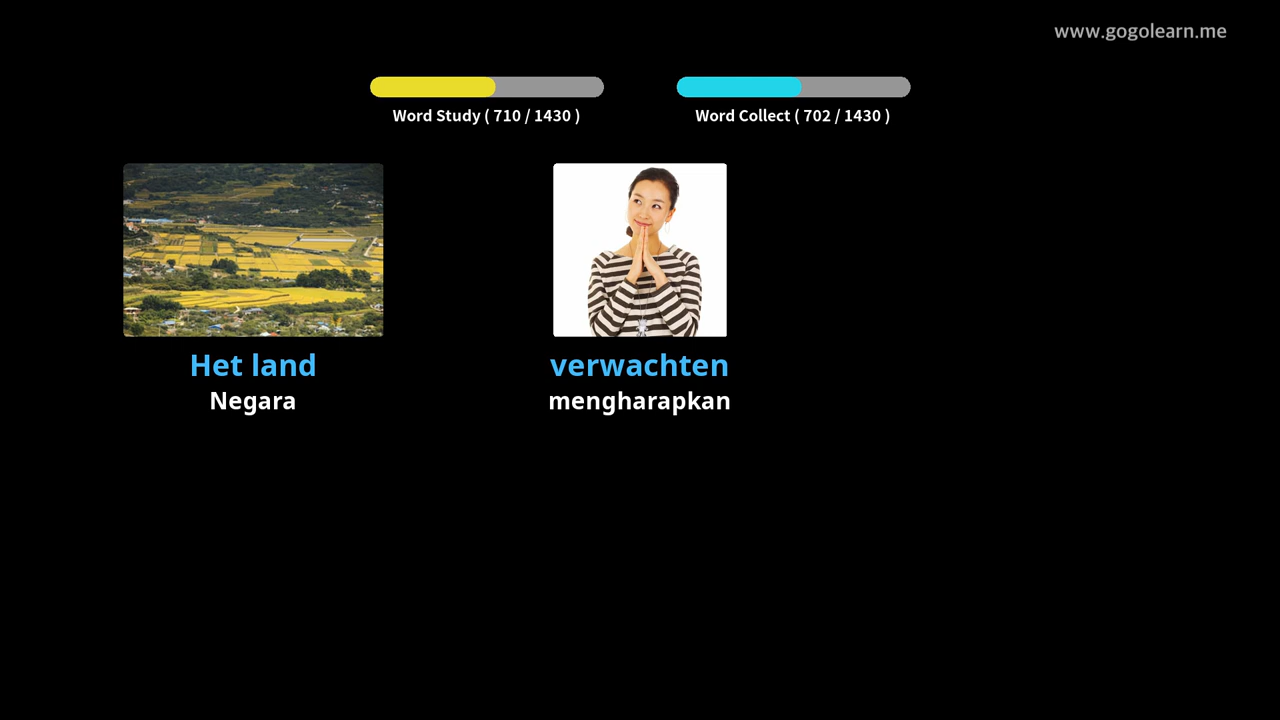 www.gogolearn.me
Word Study ( 710 / 1430 )
Word Collect ( 702 / 1430 )
Het land
Negara
verwachten
mengharapkan